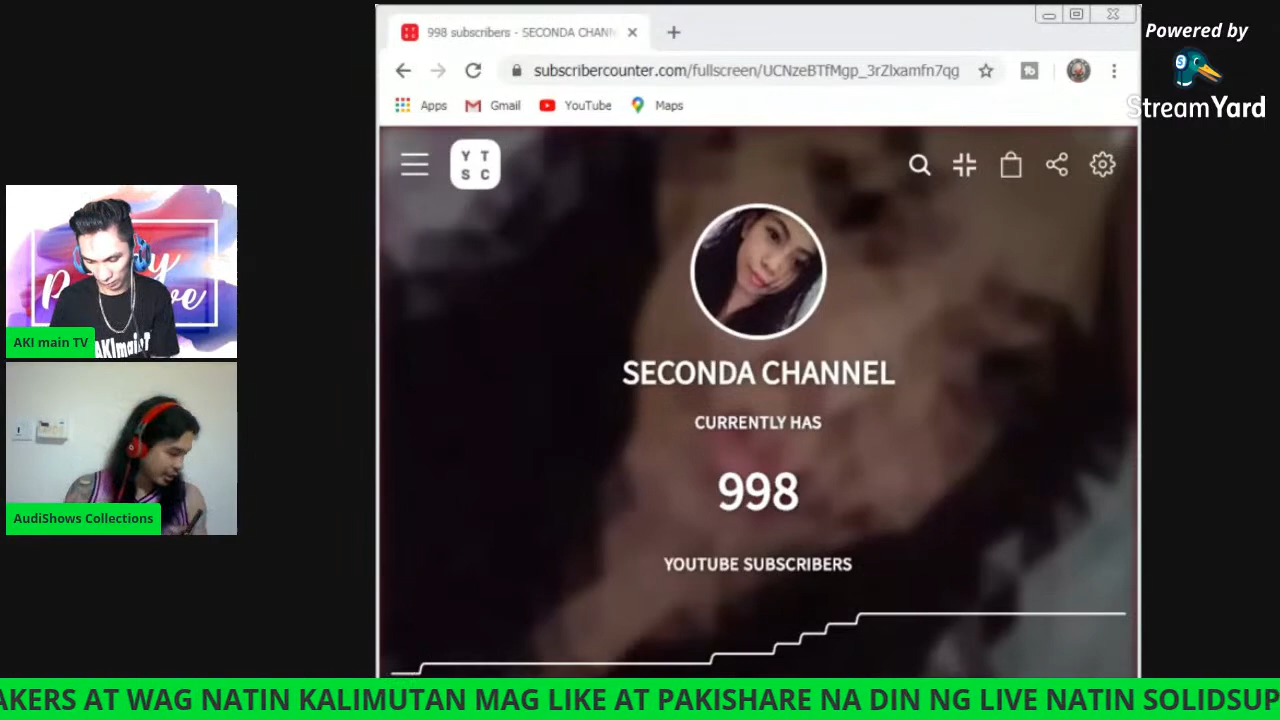 998 subscribers - SECONDA CHANN
subscribercounter.com/fullscreen/UCNzeBTfMgp_3rZlxamfn7qg
Apps
Gmail
YouTube
Maps
Powered by
StreamYard
Y T
S C
SECONDA CHANNEL
CURRENTLY HAS
998
YOUTUBE SUBSCRIBERS
AKI main TV
AudiShows Collections
AKERS AT WAG NATIN KALIMUTAN MAG LIKE AT PAKISHARE NA DIN NG LIVE NATIN SOLIDSUP